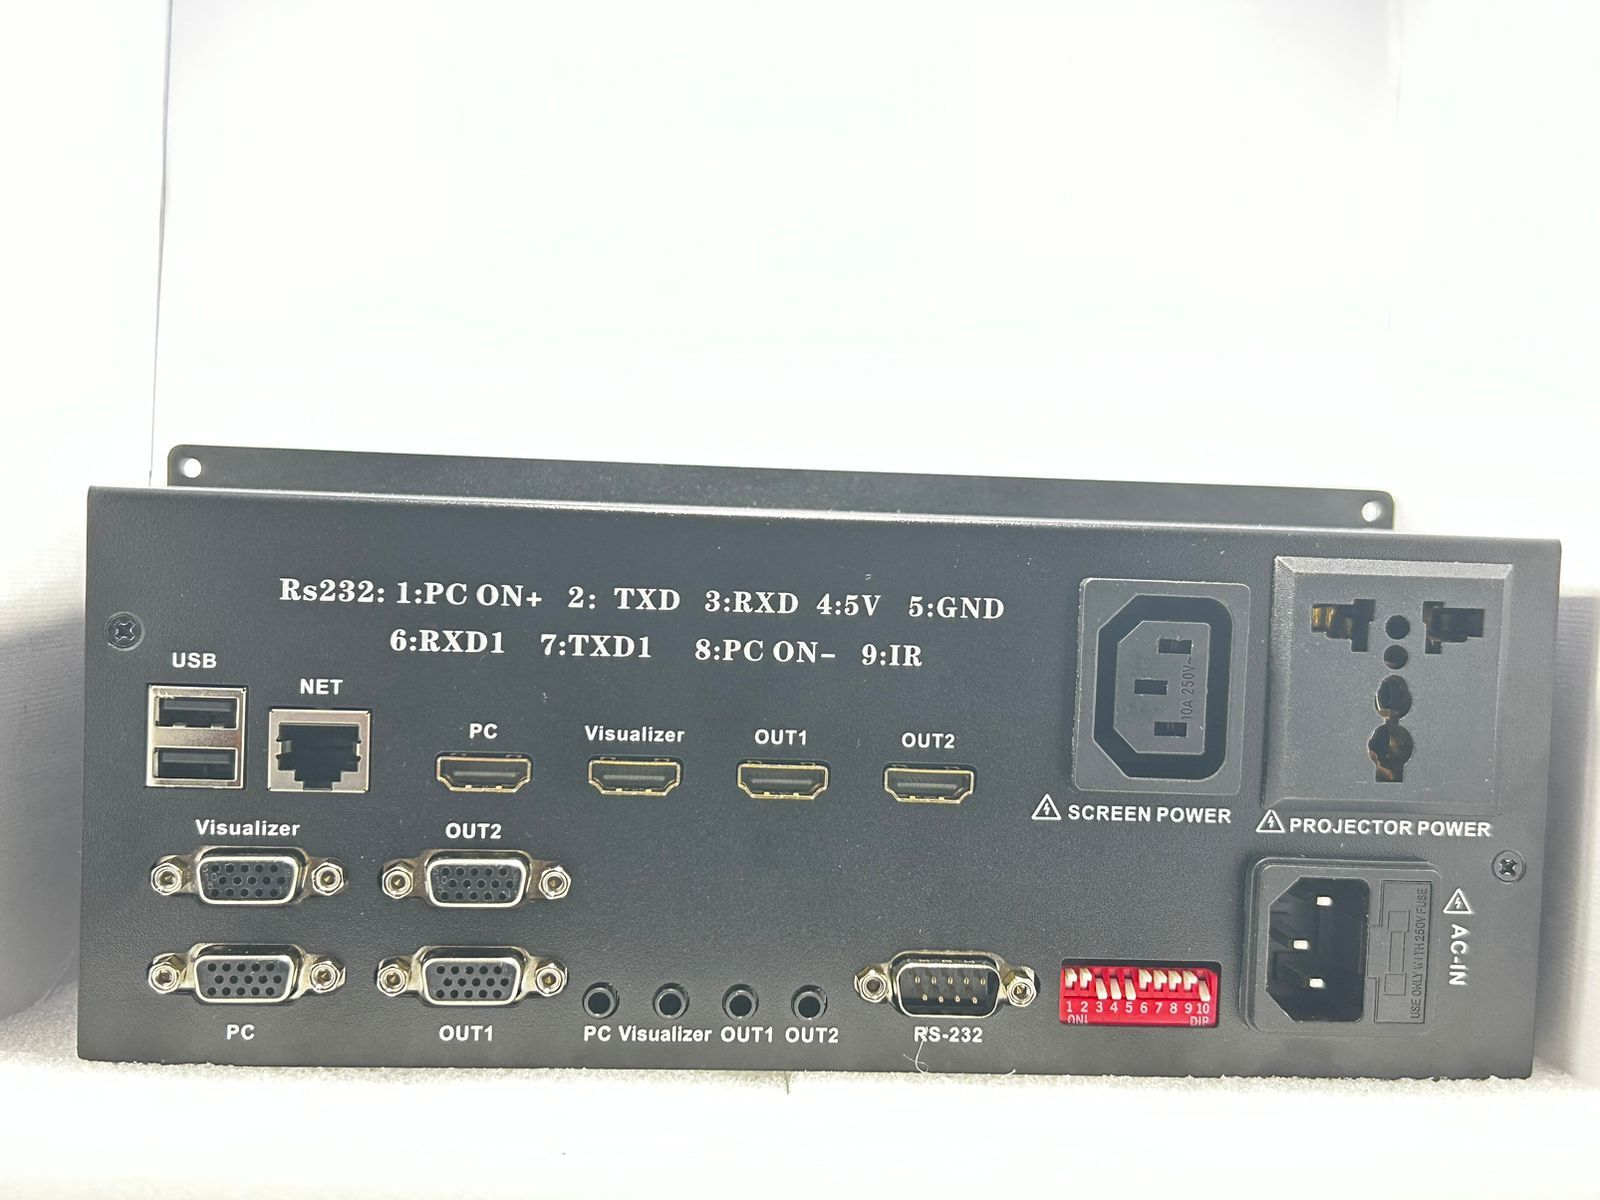 Rs232: 1:PC ON+ 2: TXD 3:RXD 4:5V 5:GND
6:RXD1 7:TXD1 8:PC ON- 9:IR
USB
NET
PC
Visualizer
OUT1
OUT2
10A 250V~
SCREEN POWER
PROJECTOR POWER
Visualizer
OUT2
PC
OUT1
PC Visualizer OUT1 OUT2
RS-232
1 2 3 4 5 6 7 8 9 10
ON↓ DIP
USE ONLY WITH 250V FUSE
AC-IN